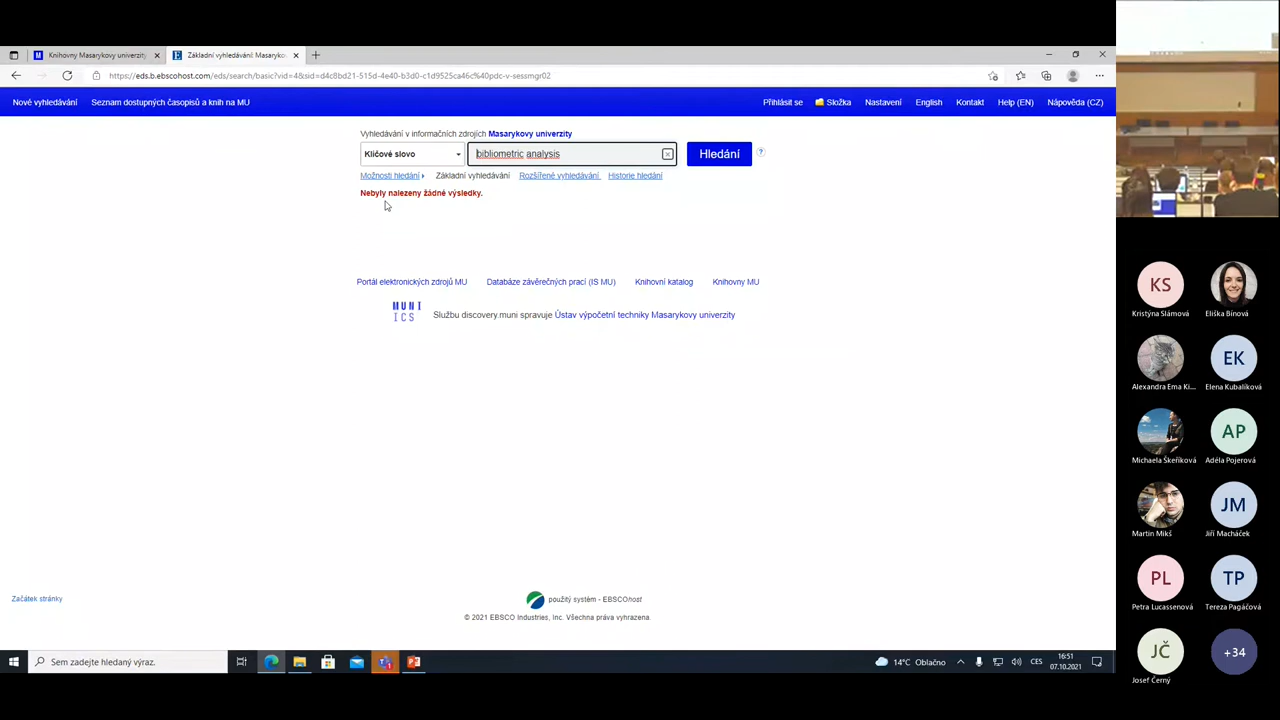 Knihovny Masarykovy univerzity
Základní vyhledávání: Masaryko
https://eds.b.ebscohost.com/eds/search/basic?vid=4&sid=d4c8bd21-515d-4e40-b3d0-c1d9525ca46c%40pdc-v-sessmgr02
Nové vyhledávání Seznam dostupných časopisů a knih na MU Přihlásit se Složka Nastavení English Kontakt Help (EN) Nápověda (CZ)
Vyhledávání v informačních zdrojích Masarykovy univerzity
Klíčové slovo bibliometric analysis Hledání ?
Možnosti hledání Základní vyhledávání Rozšířené vyhledávání Historie hledání
Nebyly nalezeny žádné výsledky.
Portál elektronických zdrojů MU Databáze závěrečných prací (IS MU) Knihovní katalog Knihovny MU
MUNI
ICS
Službu discovery.muni spravuje Ústav výpočetní techniky Masarykovy univerzity
Začátek stránky
použitý systém - EBSCOhost
© 2021 EBSCO Industries, Inc. Všechna práva vyhrazena.
Sem zadejte hledaný výraz.
14°C Oblačno
CES
16:51
07.10.2021
KS
Kristýna Slámová
Eliška Bínová
Alexandra Ema Ki...
EK
Elena Kubalíková
Michaela Škeříková
AP
Adéla Pojerová
Martin Mikš
JM
Jiří Macháček
PL
Petra Lucassenová
TP
Tereza Pagáčová
JČ
Josef Černý
+34